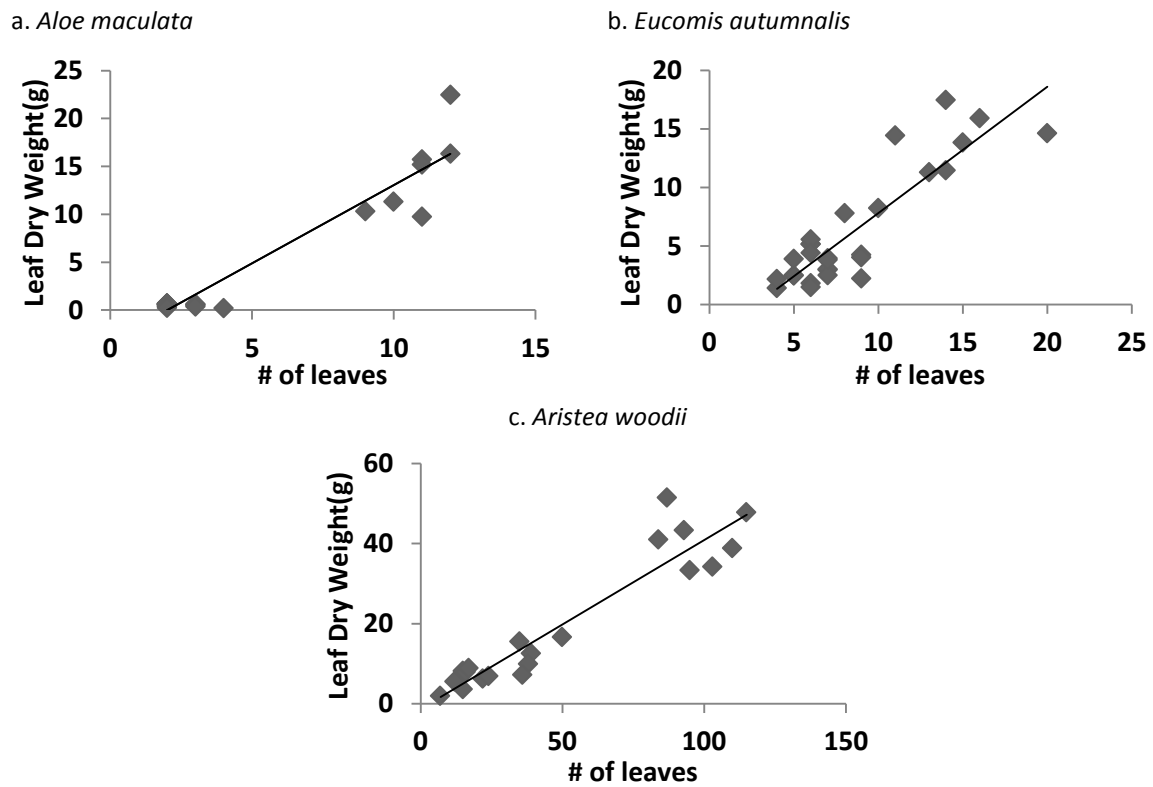 a. Aloe maculata
Leaf Dry Weight(g)
25
20
15
10
5
0
0 5 10 15
# of leaves
b. Eucomis autumnalis
Leaf Dry Weight(g)
20
15
10
5
0
0 5 10 15 20 25
# of leaves
c. Aristea woodii
Leaf Dry Weight(g)
60
40
20
0
0 50 100 150
# of leaves